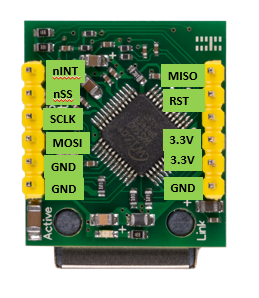 nINT
nSS
SCLK
MOSI
GND
GND
MISO
RST
3.3V
3.3V
GND
Active
Link